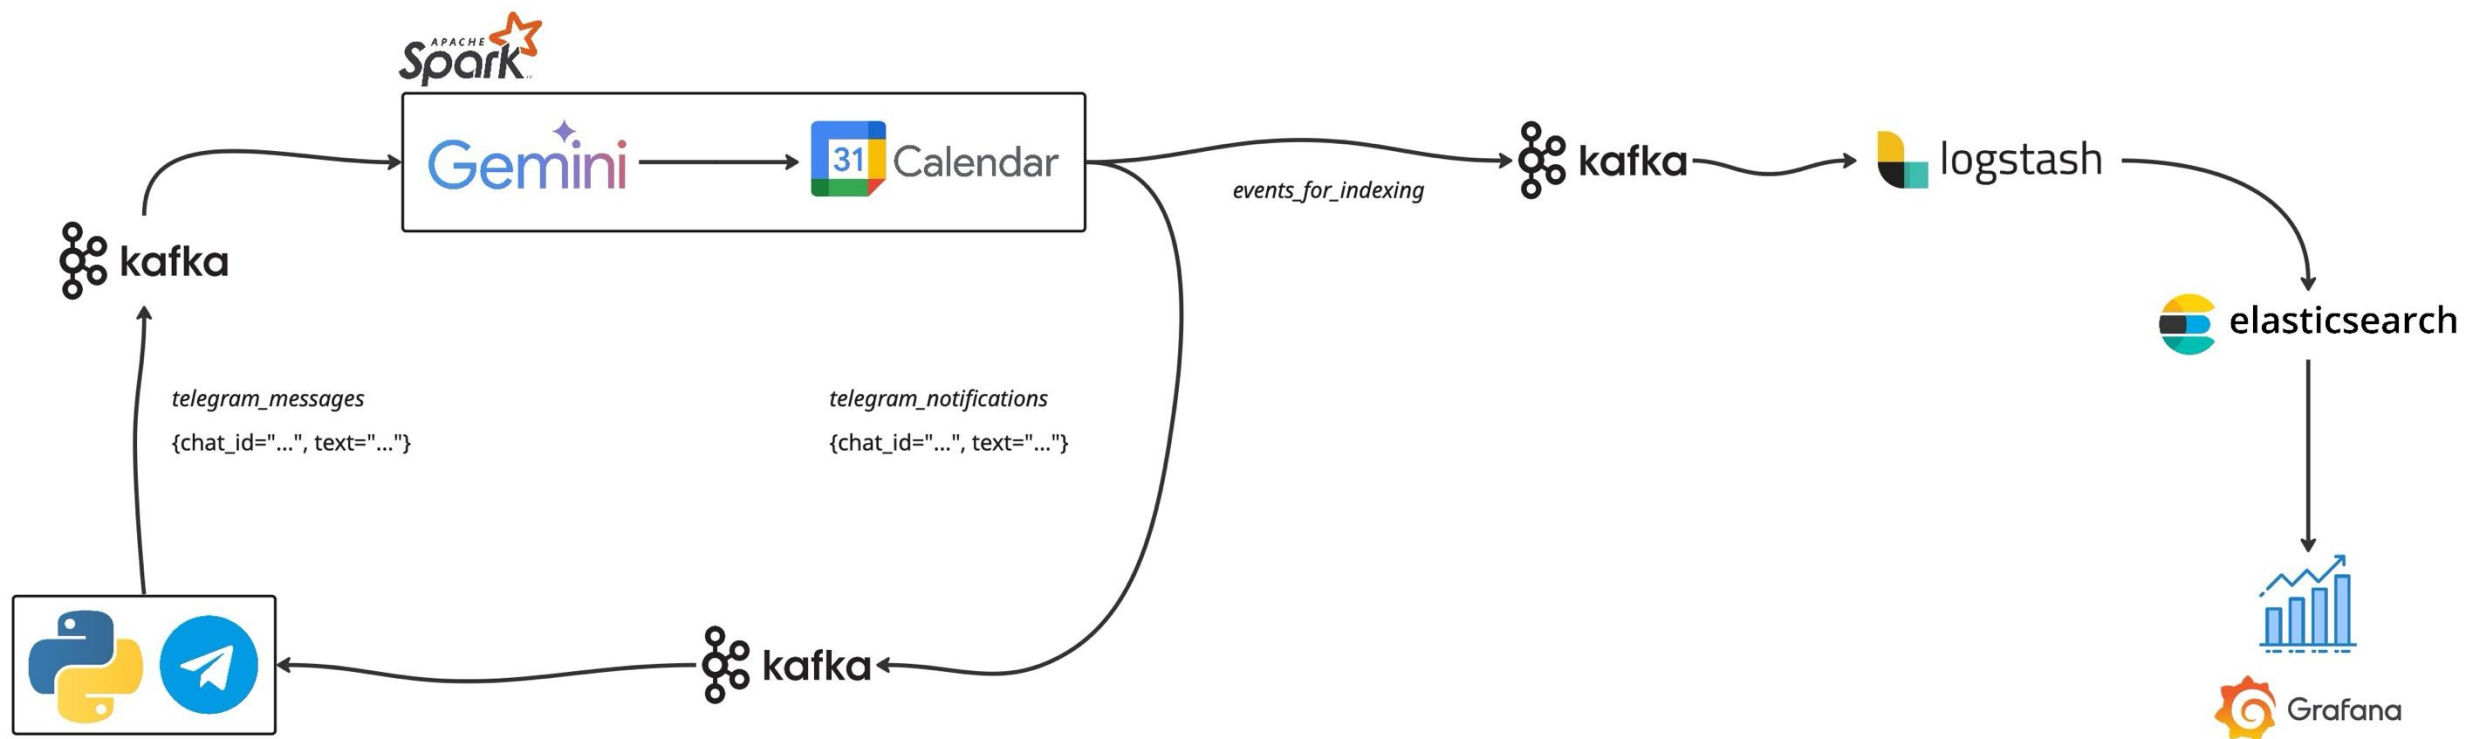 APACHE
Spark
Gemini
31
Calendar
events_for_indexing
kafka
logstash
kafka
elasticsearch
telegram_messages
{chat_id="...", text="..."}
telegram_notifications
{chat_id="...", text="..."}
kafka
Grafana